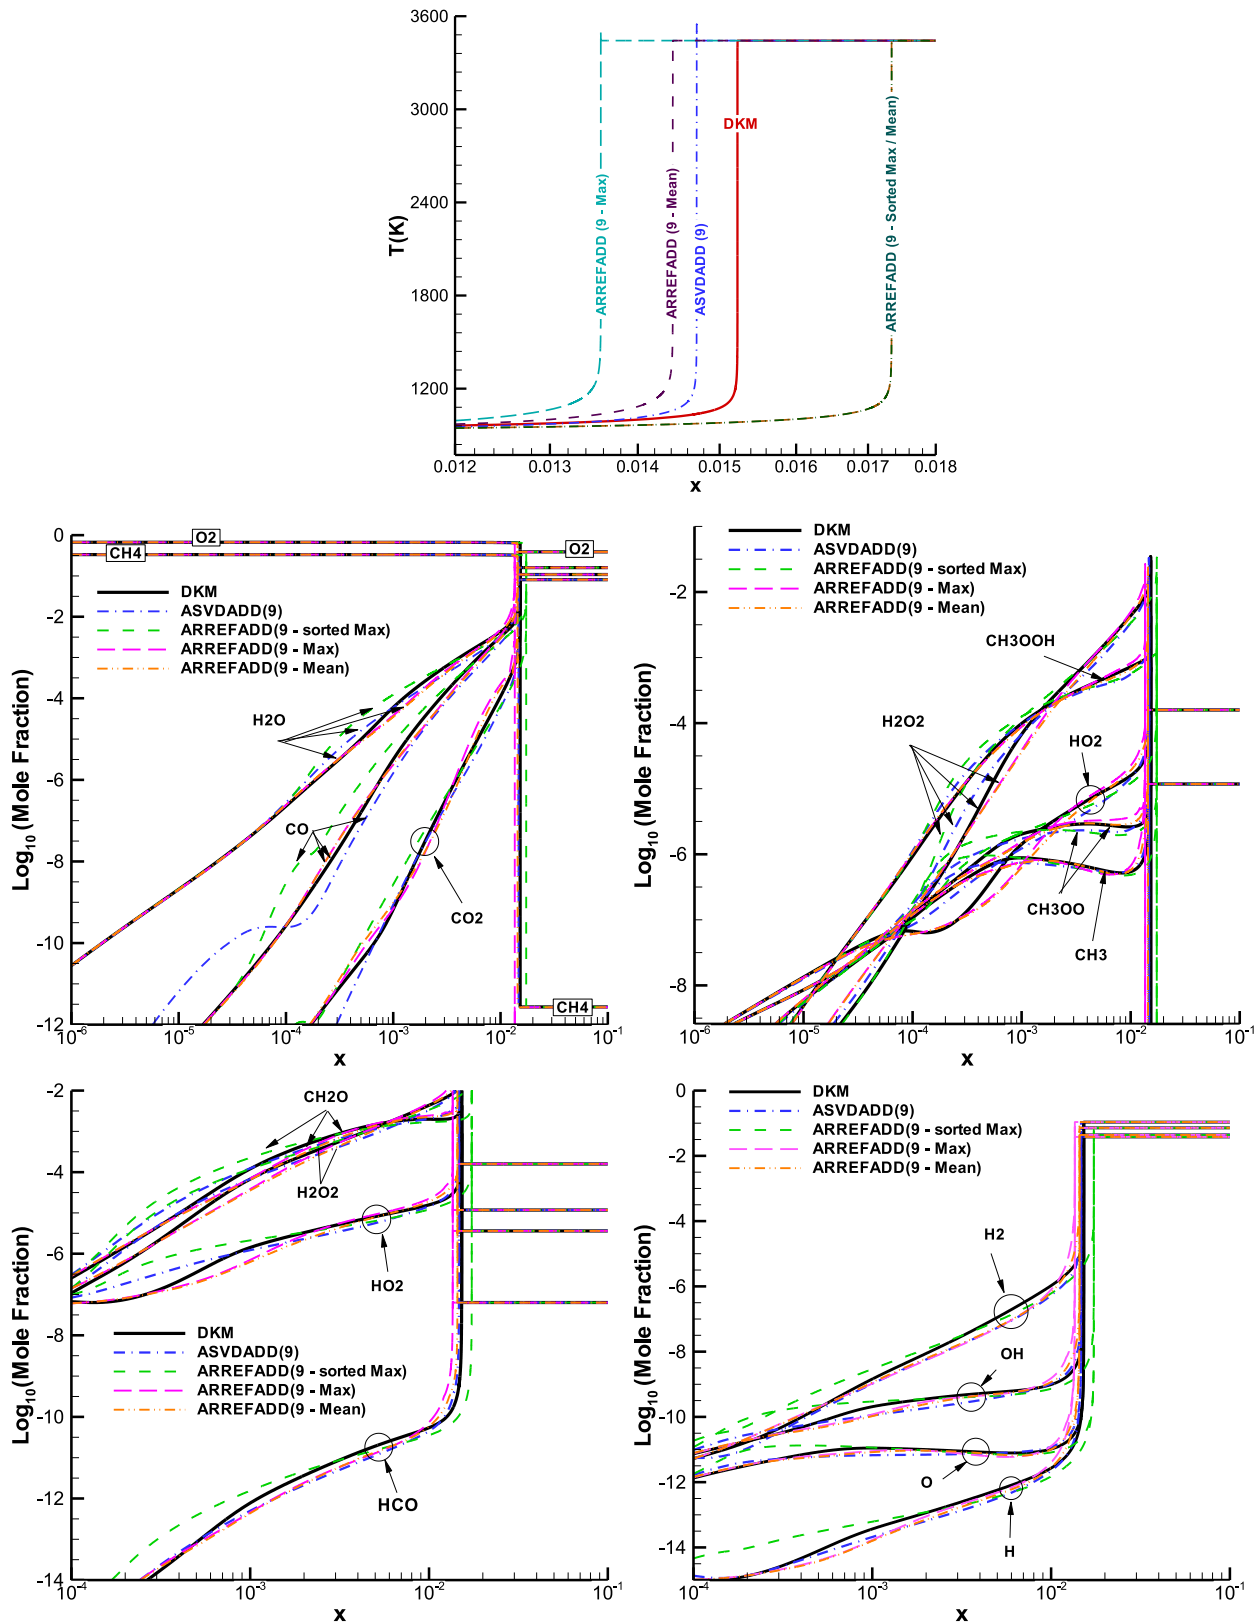 3600
3000
2400
1800
1200
T(K)
ARREFADD (9 - Max)
ARREFADD (9 - Mean)
ASVDADD (9)
DKM
ARREFADD (9 - Sorted Max / Mean)
0.012 0.013 0.014 0.015 0.016 0.017 0.018
x
0
-2
-4
-6
-8
-10
-12
Log10 (Mole Fraction)
O2
CH4
O2
DKM
ASVDADD(9)
ARREFADD(9 - sorted Max)
ARREFADD(9 - Max)
ARREFADD(9 - Mean)
H2O
CO
CO2
CH4
10-6 10-5 10-4 10-3 10-2 10-1
x
-2
-4
-6
-8
Log10 (Mole Fraction)
DKM
ASVDADD(9)
ARREFADD(9 - sorted Max)
ARREFADD(9 - Max)
ARREFADD(9 - Mean)
CH3OOH
H2O2
HO2
CH3OO
CH3
10-6 10-5 10-4 10-3 10-2 10-1
x
-2
-4
-6
-8
-10
-12
-14
Log10 (Mole Fraction)
CH2O
H2O2
HO2
DKM
ASVDADD(9)
ARREFADD(9 - sorted Max)
ARREFADD(9 - Max)
ARREFADD(9 - Mean)
HCO
10-4 10-3 10-2 10-1
x
0
-2
-4
-6
-8
-10
-12
-14
Log10 (Mole Fraction)
DKM
ASVDADD(9)
ARREFADD(9 - sorted Max)
ARREFADD(9 - Max)
ARREFADD(9 - Mean)
H2
OH
O
H
10-4 10-3 10-2 10-1
x